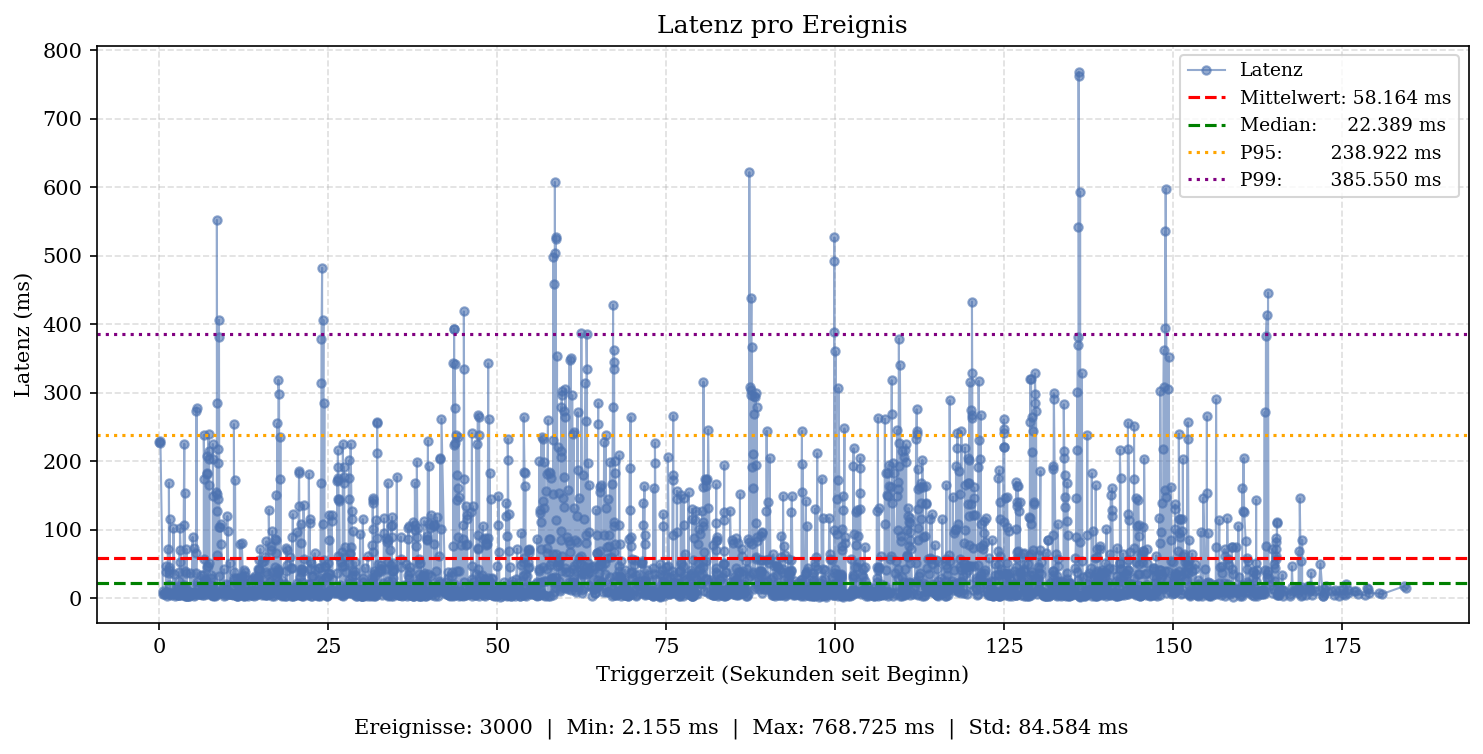 Latenz pro Ereignis
Latenz (ms)
800
700
600
500
400
300
200
100
0
Latenz
Mittelwert: 58.164 ms
Median: 22.389 ms
P95: 238.922 ms
P99: 385.550 ms
0 25 50 75 100 125 150 175
Triggerzeit (Sekunden seit Beginn)
Ereignisse: 3000 | Min: 2.155 ms | Max: 768.725 ms | Std: 84.584 ms